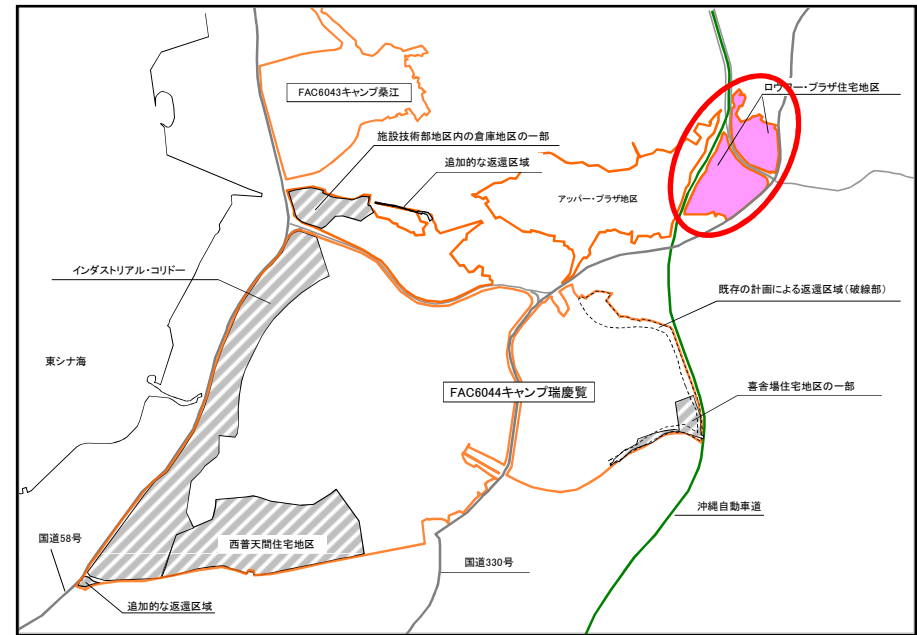 FAC6043キャンプ桑江
ロウワー・プラザ住宅地区
施設技術部地区内の倉庫地区の一部
追加的な返還区域
アッパー・プラザ地区
インダストリアル・コリドー
既存の計画による返還区域（破線部）
東シナ海
FAC6044キャンプ瑞慶覧
喜舎場住宅地区の一部
沖縄自動車道
国道58号
西普天間住宅地区
国道330号
追加的な返還区域